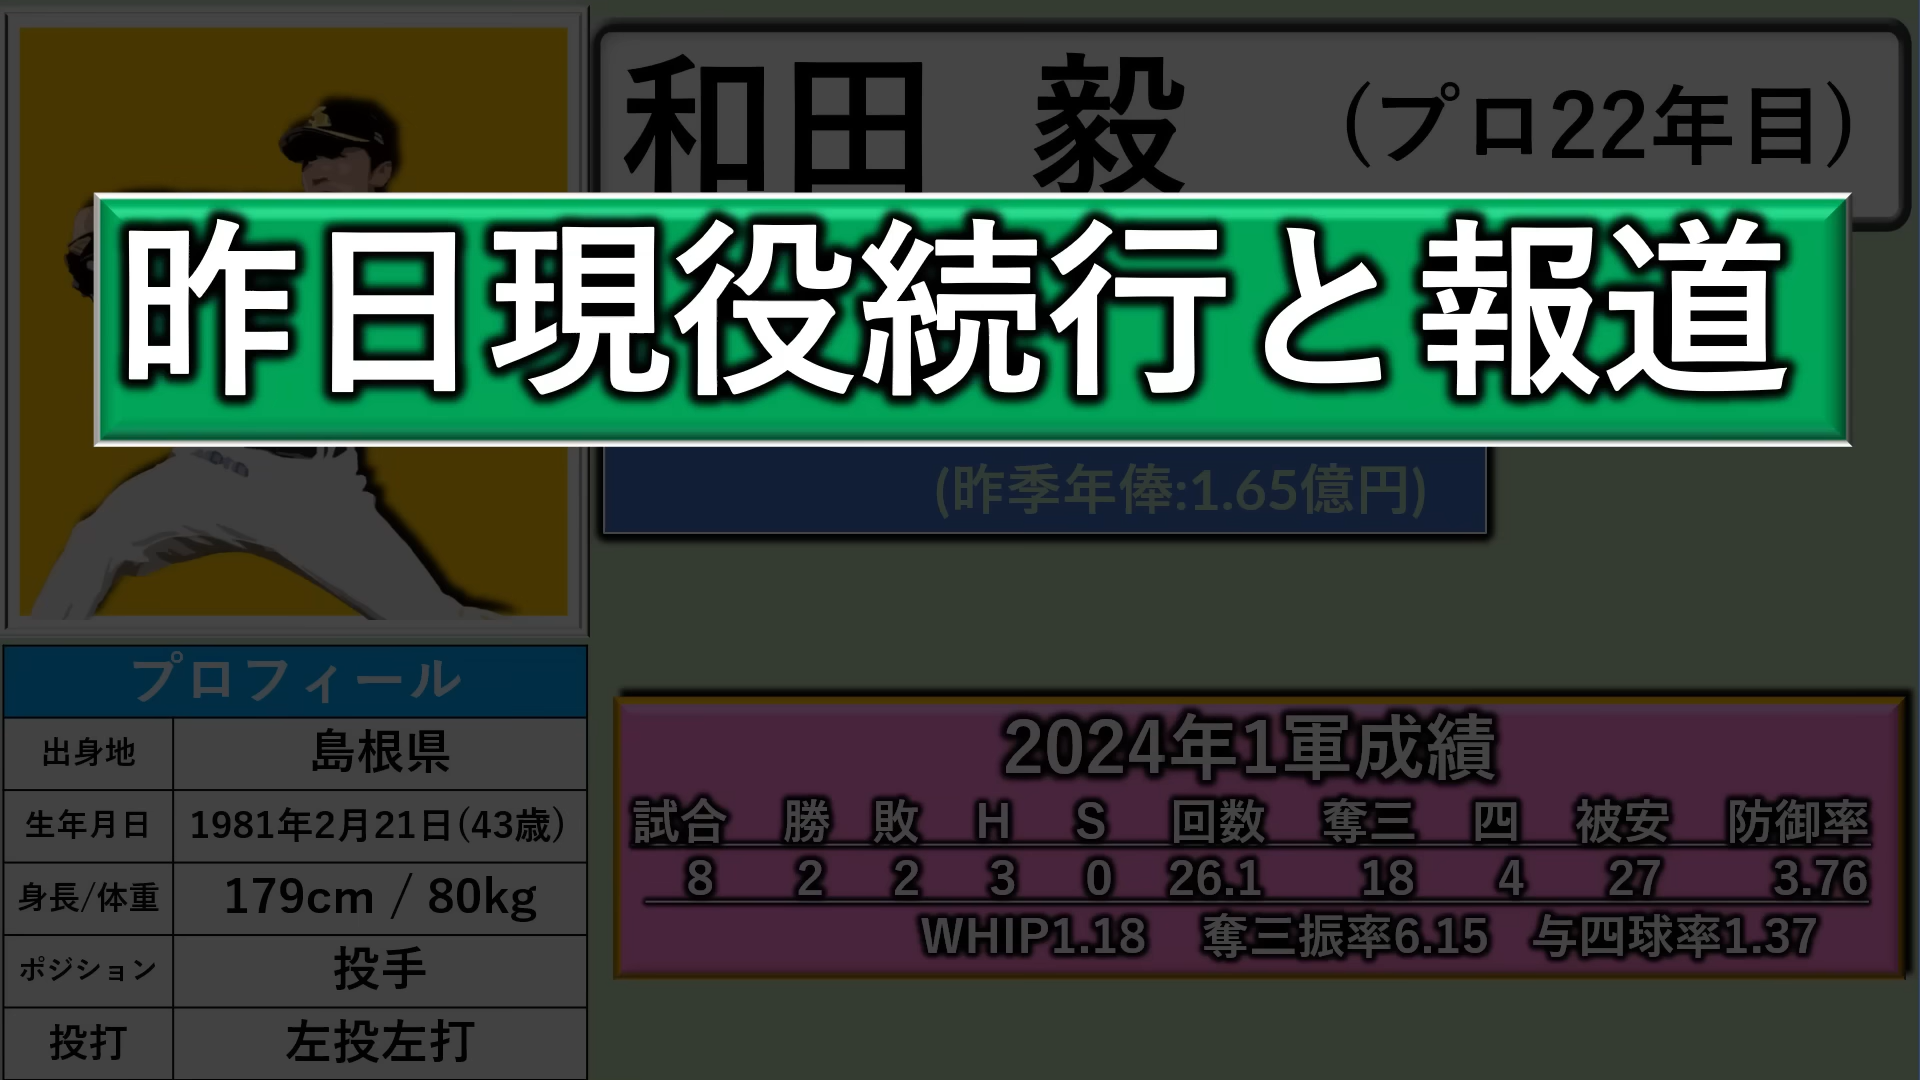 和田 毅 (プロ22年目)
昨日現役続行と報道
(昨季年俸:1.65億円)
プロフィール
出身地 島根県
生年月日 1981年2月21日(43歳)
身長/体重 179cm / 80kg
ポジション 投手
投打 左投左打
2024年1軍成績
試合 勝 敗 H S 回数 奪三 四 被安 防御率
8 2 2 3 0 26.1 18 4 27 3.76
WHIP1.18 奪三振率6.15 与四球率1.37